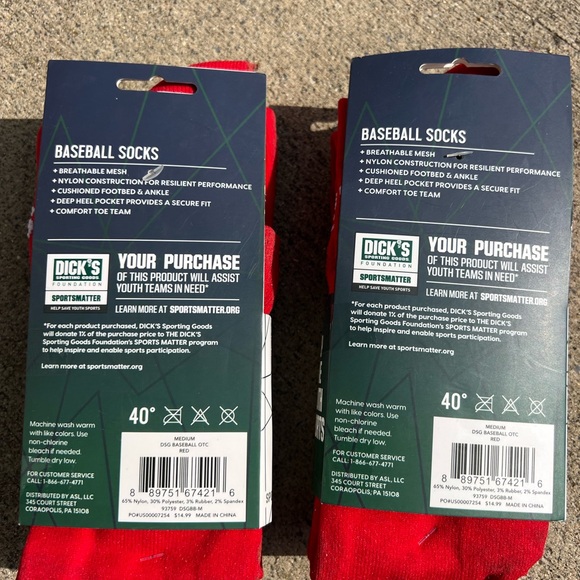 BASEBALL SOCKS
+ BREATHABLE MESH
+ NYLON CONSTRUCTION FOR RESILIENT PERFORMANCE
+ CUSHIONED FOOTBED & ANKLE
+ DEEP HEEL POCKET PROVIDES A SECURE FIT
+ COMFORT TOE TEAM
DICK'S
SPORTING GOODS
FOUNDATION
SPORTSMATTER
HELP SAVE YOUTH SPORTS
YOUR PURCHASE
OF THIS PRODUCT WILL ASSIST
YOUTH TEAMS IN NEED*
LEARN MORE AT SPORTSMATTER.ORG
*For each product purchased, DICK'S Sporting Goods
will donate 1% of the purchase price to THE DICK'S
Sporting Goods Foundation's SPORTS MATTER program
to help inspire and enable sports participation.
Learn more at sportsmatter.org
40°
Machine wash warm
with like colors. Use
non-chlorine
bleach if needed.
Tumble dry low.
FOR CUSTOMER SERVICE
CALL: 1-866-677-4771
DISTRIBUTED BY ASL, LLC
345 COURT STREET
CORAOPOLIS, PA 15108
MEDIUM
DSG BASEBALL OTC
RED
8 89751 67421 6
65% Nylon, 30% Polyester, 3% Rubber, 2% Spandex
93759 DSGBB-M
PO#US00007254 $14.99 MADE IN CHINA
BASEBALL SOCKS
+ BREATHABLE MESH
+ NYLON CONSTRUCTION FOR RESILIENT PERFORMANCE
+ CUSHIONED FOOTBED & ANKLE
+ DEEP HEEL POCKET PROVIDES A SECURE FIT
+ COMFORT TOE TEAM
DICK'S
SPORTING GOODS
FOUNDATION
SPORTSMATTER
HELP SAVE YOUTH SPORTS
YOUR PURCHASE
OF THIS PRODUCT WILL ASSIST
YOUTH TEAMS IN NEED*
LEARN MORE AT SPORTSMATTER.ORG
*For each product purchased, DICK'S Sporting Goods
will donate 1% of the purchase price to THE DICK'S
Sporting Goods Foundation's SPORTS MATTER program
to help inspire and enable sports participation.
Learn more at sportsmatter.org
40°
Machine wash warm
with like colors. Use
non-chlorine
bleach if needed.
Tumble dry low.
FOR CUSTOMER SERVICE
CALL: 1-866-677-4771
DISTRIBUTED BY ASL, LLC
345 COURT STREET
CORAOPOLIS, PA 15108
MEDIUM
DSG BASEBALL OTC
RED
8 89751 67421 6
65% Nylon, 30% Polyester, 3% Rubber, 2% Spandex
93759 DSGBB-M
PO#US00007254 $14.99 MADE IN CHINA